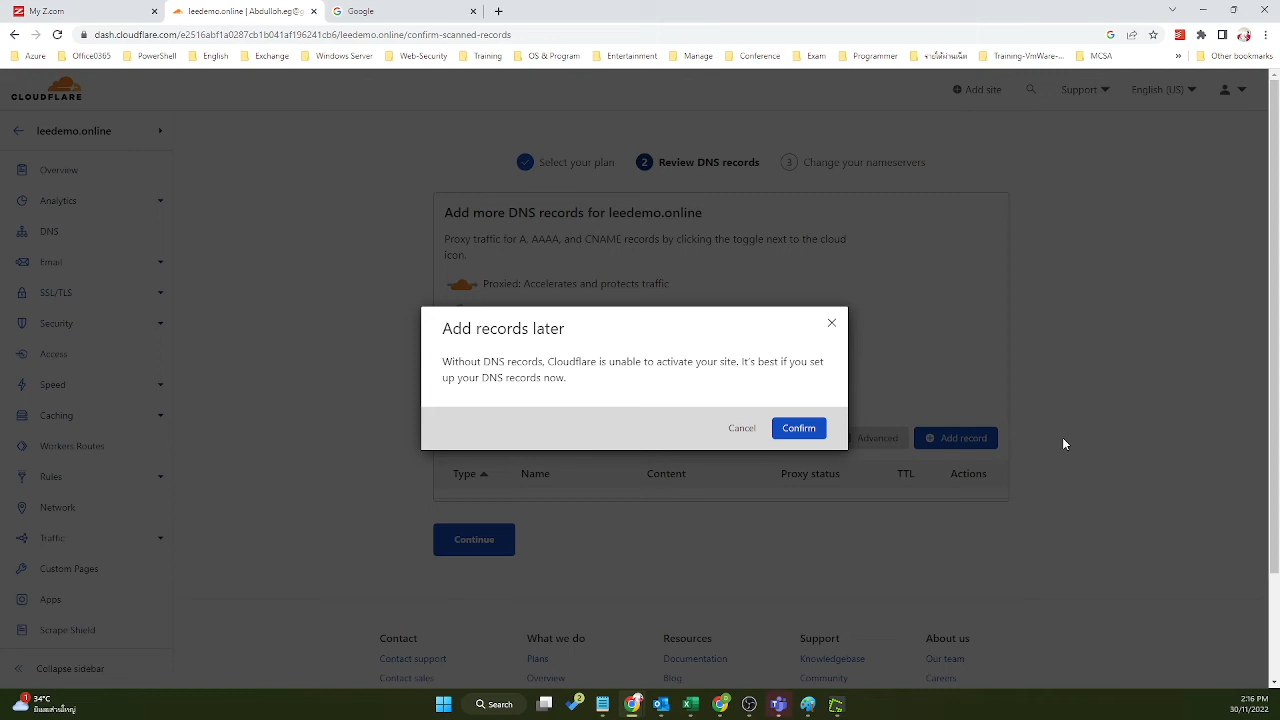 My Z.com
leedemo.online | Abdulloh.eg@g
Google
dash.cloudflare.com/e2516abf1a0287cb1b041af196241cb6/leedemo.online/confirm-scanned-records
Azure
Office0365
PowerShell
English
Exchange
Window Server
Web-Security
Training
OS & Program
Entertainment
Manage
Conference
Exam
Programmer
Training-VmWare-...
MCSA
Other bookmarks
CLOUDFLARE
Add site
Support
English (US)
leedemo.online
Overview
Analytics
DNS
Email
SSL/TLS
Security
Access
Speed
Caching
Workers Routes
Rules
Network
Traffic
Custom Pages
Apps
Scrape Shield
Collapse sidebar
Select your plan
2 Review DNS records
3 Change your nameservers
Add more DNS records for leedemo.online
Proxy traffic for A, AAAA, and CNAME records by clicking the toggle next to the cloud
icon.
Proxied: Accelerates and protects traffic
Add records later
Without DNS records, Cloudflare is unable to activate your site. It's best if you set
up your DNS records now.
Cancel
Confirm
Advanced
Add record
Type
Name
Content
Proxy status
TTL
Actions
Continue
Contact
What we do
Resources
Support
About us
Contact support
Plans
Documentation
Knowledgebase
Our team
Contact sales
Overview
Blog
Community
Careers
1
34°C
Search
2:16 PM
30/11/2022